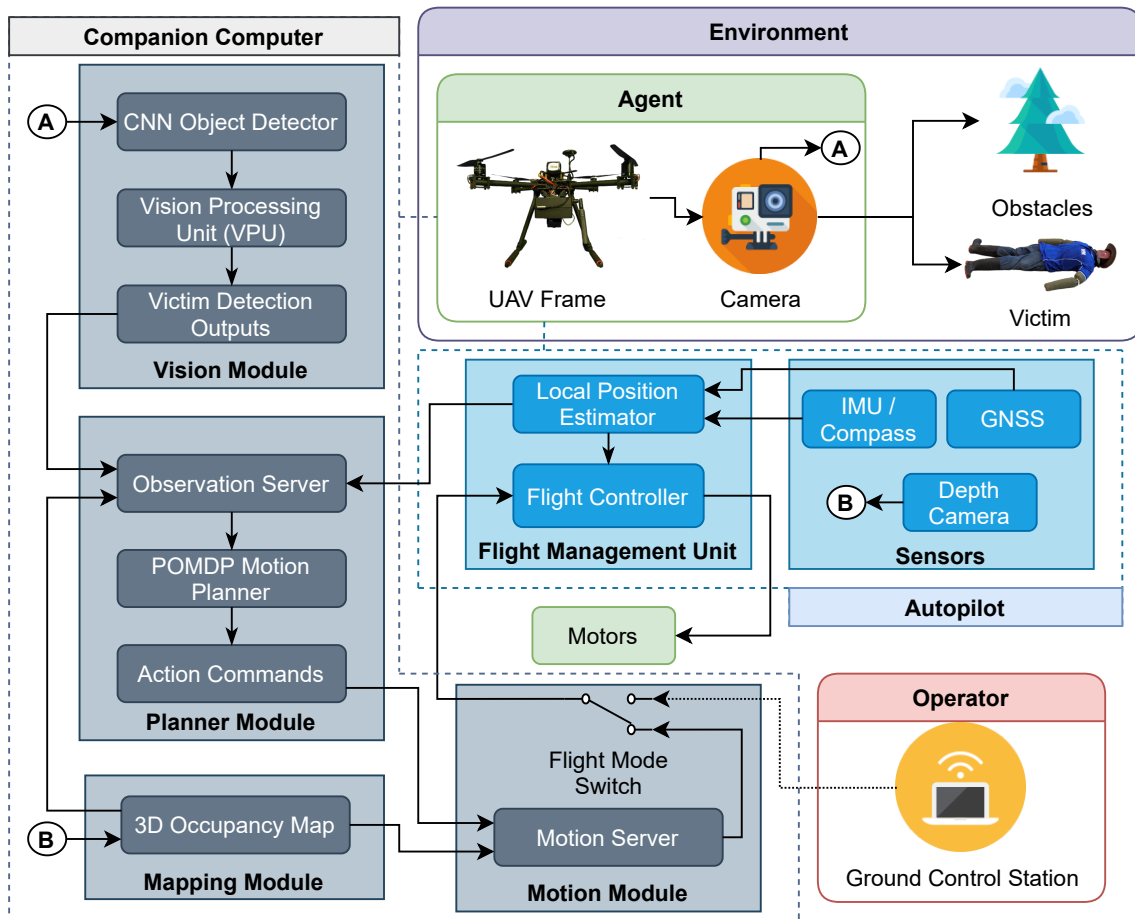 Companion Computer
A
CNN Object Detector
Vision Processing
Unit (VPU)
Victim Detection
Outputs
Vision Module
Observation Server
POMDP Motion
Planner
Action Commands
Planner Module
B
3D Occupancy Map
Mapping Module
Environment
Agent
A
UAV Frame
Camera
Obstacles
Victim
Local Position
Estimator
Flight Controller
Flight Management Unit
IMU /
Compass
GNSS
B
Depth
Camera
Sensors
Autopilot
Motors
Flight Mode
Switch
Motion Server
Motion Module
Operator
Ground Control Station